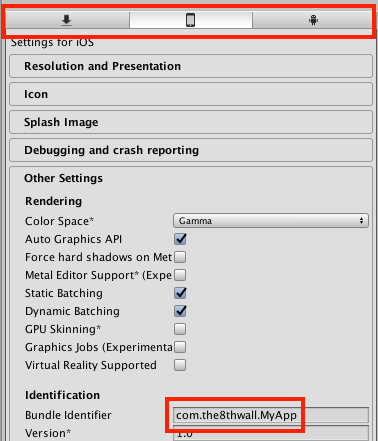 Settings for iOS
Resolution and Presentation
Icon
Splash Image
Debugging and crash reporting
Other Settings
Rendering
Color Space* Gamma
Auto Graphics API
Force hard shadows on Met
Metal Editor Support* (Expe
Static Batching
Dynamic Batching
GPU Skinning*
Graphics Jobs (Experimenta
Virtual Reality Supported
Identification
Bundle Identifier com.the8thwall.MyApp
Version* 1.0